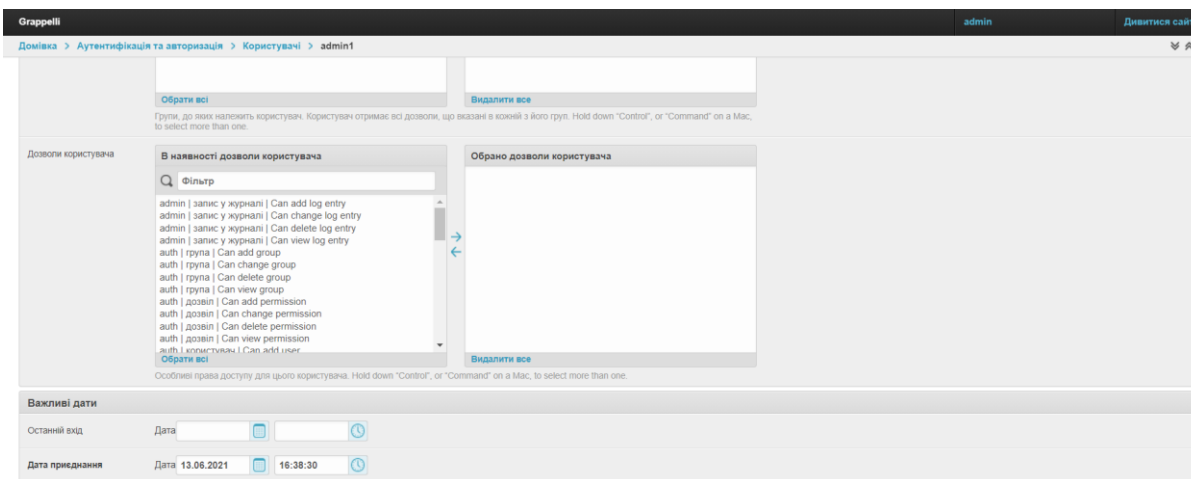 Grappelli
admin
Дивитися сайт
Домівка > Аутентифікація та авторизація > Користувачі > admin1
Обрати всі
Видалити все
Групи, до яких належить користувач. Користувач отримає всі дозволи, що вказані в кожній з його груп. Hold down “Control”, or “Command” on a Mac,
to select more than one.
Дозволи користувача
В наявності дозволи користувача
Обрано дозволи користувача
Фільтр
admin | запис у журналі | Can add log entry
admin | запис у журналі | Can change log entry
admin | запис у журналі | Can delete log entry
admin | запис у журналі | Can view log entry
auth | група | Can add group
auth | група | Can change group
auth | група | Can delete group
auth | група | Can view group
auth | дозвіл | Can add permission
auth | дозвіл | Can change permission
auth | дозвіл | Can delete permission
auth | дозвіл | Can view permission
auth | користувач | Can add user
Обрати всі
Видалити все
Особливі права доступу для цього користувача. Hold down “Control”, or “Command” on a Mac, to select more than one.
Важливі дати
Останній вхід
Дата
Дата приєднання
Дата 13.06.2021 16:38:30